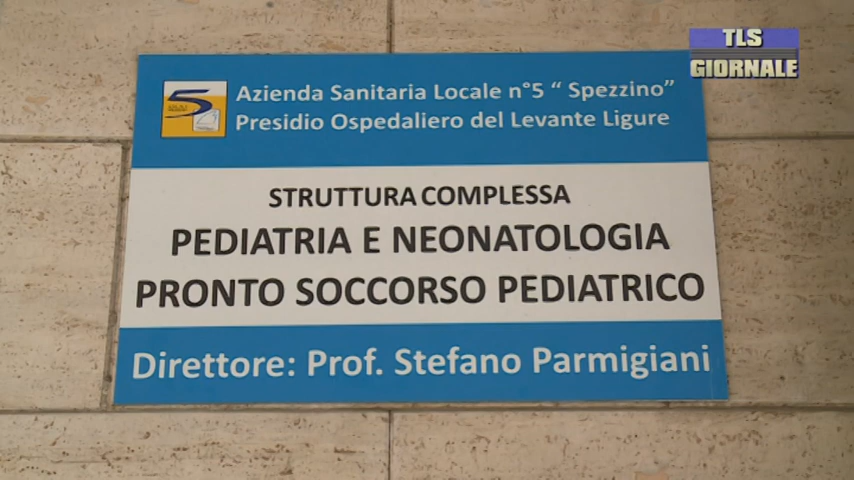 TLS
GIORNALE
5
Azienda Sanitaria Locale n°5 “ Spezzino”
Presidio Ospedaliero del Levante Ligure
STRUTTURA COMPLESSA
PEDIATRIA E NEONATOLOGIA
PRONTO SOCCORSO PEDIATRICO
Direttore: Prof. Stefano Parmigiani